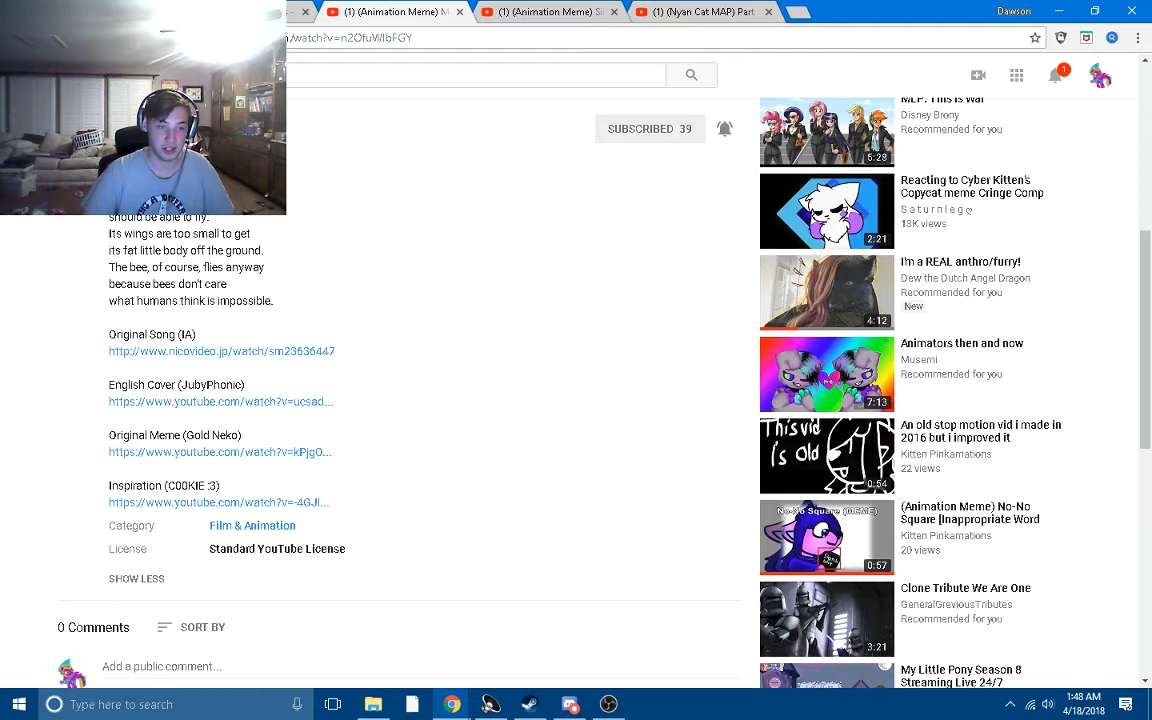 (1) (Animation Meme) M
(1) (Animation Meme) Si
(1) (Nyan Cat MAP) Part
Dawson
/watch?v=n2OfuWIbFGY
1
SUBSCRIBED 39
should be able to fly.
Its wings are too small to get
its fat little body off the ground.
The bee, of course, flies anyway
because bees don't care
what humans think is impossible.
Original Song (IA)
http://www.nicovideo.jp/watch/sm23636447
English Cover (JubyPhonic)
https://www.youtube.com/watch?v=ucsad...
Original Meme (Gold Neko)
https://www.youtube.com/watch?v=kPjgO...
Inspiration (C00KIE :3)
https://www.youtube.com/watch?v=-4GJl...
Category Film & Animation
License Standard YouTube License
SHOW LESS
0 Comments SORT BY
Add a public comment...
MLP: This is War
Disney Brony
Recommended for you
5:28
Reacting to Cyber Kitten's
Copycat meme Cringe Comp
S a t u r n l e g ღ
13K views
2:21
I'm a REAL anthro/furry!
Dew the Dutch Angel Dragon
Recommended for you
New
4:12
Animators then and now
Musemi
Recommended for you
7:13
This vid
is Old
An old stop motion vid i made in
2016 but i improved it
Kitten Pinkamations
22 views
0:54
No-No Square (MEME)
(Animation Meme) No-No
Square [Inappropriate Word
Kitten Pinkamations
20 views
0:57
Clone Tribute We Are One
GeneralGreviousTributes
Recommended for you
3:21
My Little Pony Season 8
Streaming Live 24/7
Type here to search
1:48 AM
4/18/2018